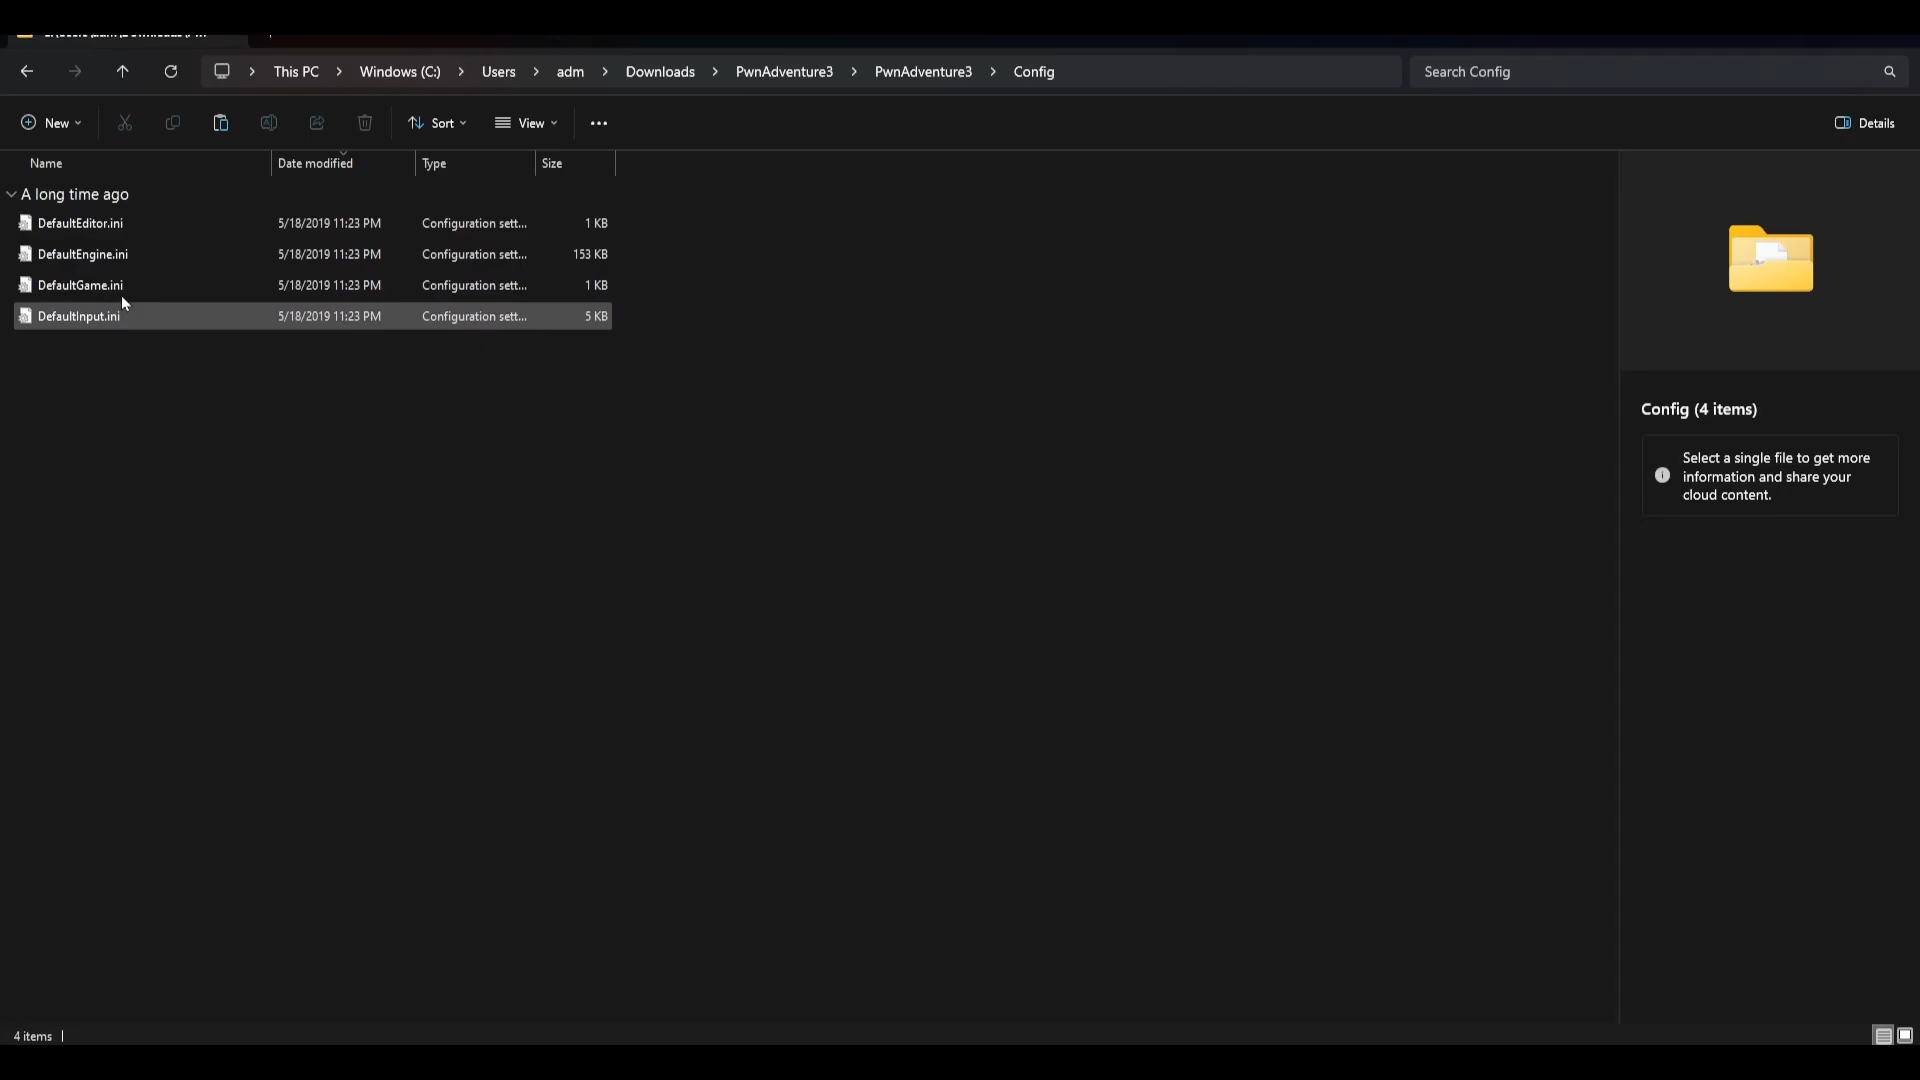 This PC > Windows (C:) > Users > adm > Downloads > PwnAdventure3 > PwnAdventure3 > Config
Search Config
New
Sort
View
Details
Name Date modified Type Size
A long time ago
DefaultEditor.ini 5/18/2019 11:23 PM Configuration sett... 1 KB
DefaultEngine.ini 5/18/2019 11:23 PM Configuration sett... 153 KB
DefaultGame.ini 5/18/2019 11:23 PM Configuration sett... 1 KB
DefaultInput.ini 5/18/2019 11:23 PM Configuration sett... 5 KB
Config (4 items)
Select a single file to get more
information and share your
cloud content.
4 items